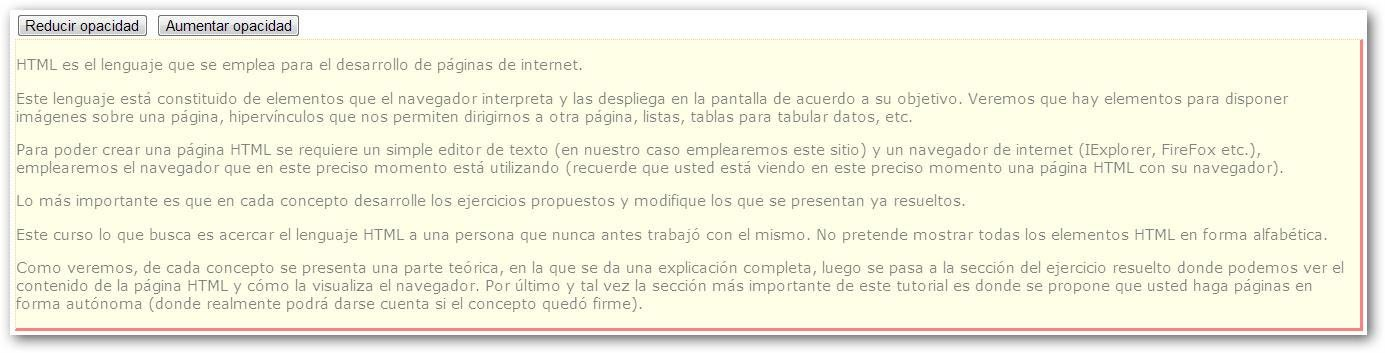 Reducir opacidad Aumentar opacidad
HTML es el lenguaje que se emplea para el desarrollo de páginas de internet.
Este lenguaje está constituido de elementos que el navegador interpreta y las despliega en la pantalla de acuerdo a su objetivo. Veremos que hay elementos para disponer
imágenes sobre una página, hipervínculos que nos permiten dirigirnos a otra página, listas, tablas para tabular datos, etc.
Para poder crear una página HTML se requiere un simple editor de texto (en nuestro caso emplearemos este sitio) y un navegador de internet (IExplorer, FireFox etc.),
emplearemos el navegador que en este preciso momento está utilizando (recuerde que usted está viendo en este preciso momento una página HTML con su navegador).
Lo más importante es que en cada concepto desarrolle los ejercicios propuestos y modifique los que se presentan ya resueltos.
Este curso lo que busca es acercar el lenguaje HTML a una persona que nunca antes trabajó con el mismo. No pretende mostrar todas los elementos HTML en forma alfabética.
Como veremos, de cada concepto se presenta una parte teórica, en la que se da una explicación completa, luego se pasa a la sección del ejercicio resuelto donde podemos ver el
contenido de la página HTML y cómo la visualiza el navegador. Por último y tal vez la sección más importante de este tutorial es donde se propone que usted haga páginas en
forma autónoma (donde realmente podrá darse cuenta si el concepto quedó firme).